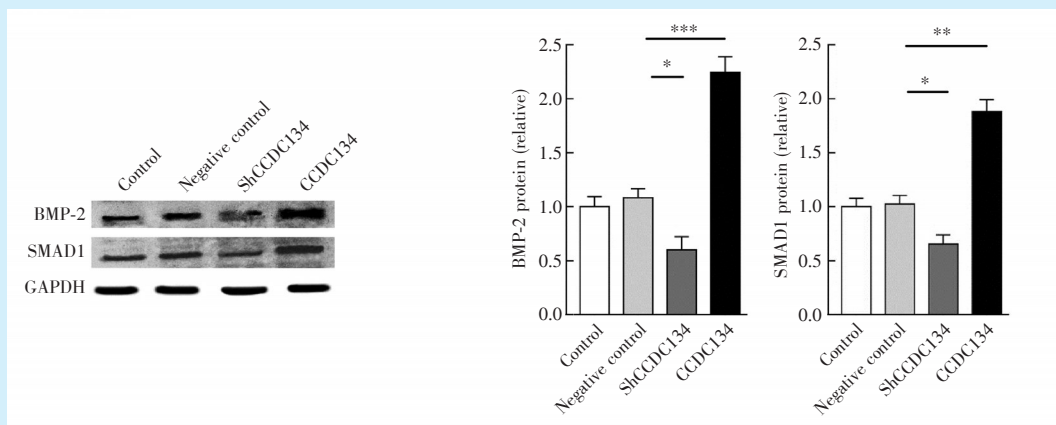 Control
Negative control
ShCCDC134
CCDC134
BMP-2
SMAD1
GAPDH
BMP-2 protein (relative)
2.5
2.0
1.5
1.0
0.5
0.0
***
*
Control
Negative control
ShCCDC134
CCDC134
SMAD1 protein (relative)
2.5
2.0
1.5
1.0
0.5
0.0
**
*
Control
Negative control
ShCCDC134
CCDC134